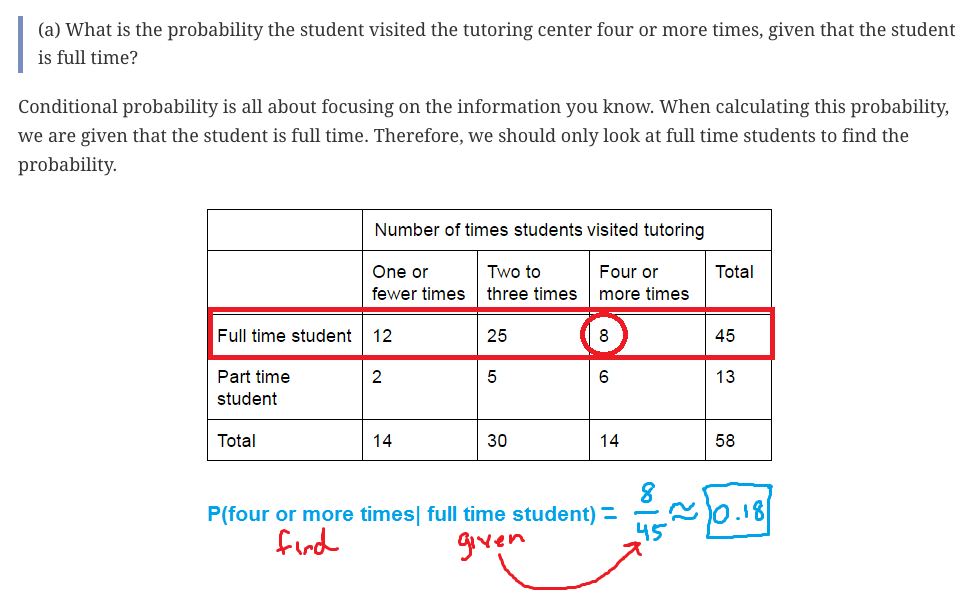 (a) What is the probability the student visited the tutoring center four or more times, given that the student
is full time?
Conditional probability is all about focusing on the information you know. When calculating this probability,
we are given that the student is full time. Therefore, we should only look at full time students to find the
probability.
Number of times students visited tutoring
One or fewer times Two to three times Four or more times Total
Full time student 12 25 8 45
Part time student 2 5 6 13
Total 14 30 14 58
P(four or more times| full time student) = 8/45 ≈ 0.18
find given